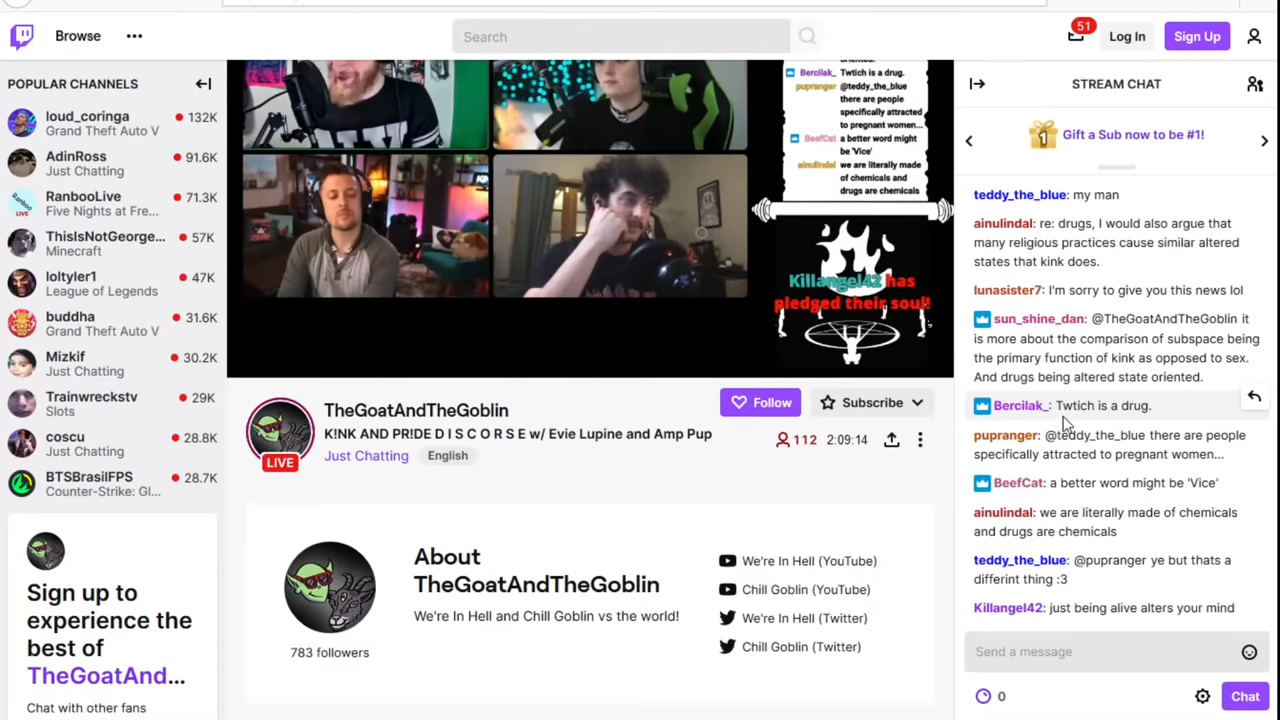 Browse
Search
51
Log In
Sign Up
POPULAR CHANNELS
loud_coringa
132K
Grand Theft Auto V
AdinRoss
91.6K
Just Chatting
RanbooLive
71.3K
Five Nights at Fre...
ThisIsNotGeorge...
57K
Minecraft
loltyler1
47K
League of Legends
buddha
31.6K
Grand Theft Auto V
Mizkif
30.2K
Just Chatting
Trainwreckstv
29K
Slots
coscu
28.8K
Just Chatting
BTSBrasilFPS
28.7K
Counter-Strike: Gl...
Sign up to
experience the
best of
TheGoatAnd...
Chat with other fans
Bercilak_ Twtich is a drug.
pupranger @teddy_the_blue
there are people
specifically attracted
to pregnant women...
BeefCat a better word might
be 'Vice'
ainulindal we are literally made
of chemicals and
drugs are chemicals
Killangel42 has
pledged their soul!
LIVE
TheGoatAndTheGoblin
K!NK AND PR!DE D I S C O R S E w/ Evie Lupine and Amp Pup
Just Chatting English
Follow
Subscribe
112
2:09:14
783 followers
About
TheGoatAndTheGoblin
We're In Hell and Chill Goblin vs the world!
We're In Hell (YouTube)
Chill Goblin (YouTube)
We're In Hell (Twitter)
Chill Goblin (Twitter)
STREAM CHAT
1
Gift a Sub now to be #1!
teddy_the_blue: my man
ainulindal: re: drugs, I would also argue that
many religious practices cause similar altered
states that kink does.
lunasister7: I'm sorry to give you this news lol
sun_shine_dan: @TheGoatAndTheGoblin it
is more about the comparison of subspace being
the primary function of kink as opposed to sex.
And drugs being altered state oriented.
Bercilak_: Twtich is a drug.
pupranger: @teddy_the_blue there are people
specifically attracted to pregnant women...
BeefCat: a better word might be 'Vice'
ainulindal: we are literally made of chemicals
and drugs are chemicals
teddy_the_blue: @pupranger ye but thats a
differint thing :3
Killangel42: just being alive alters your mind
Send a message
0
Chat